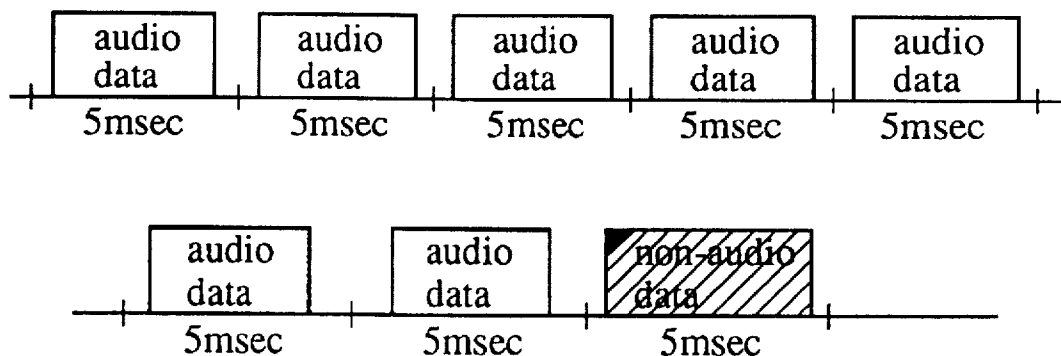 audio audio audio audio audio
data data data data data
5msec 5msec 5msec 5msec 5msec
audio audio non-audio
data data data
5msec 5msec 5msec